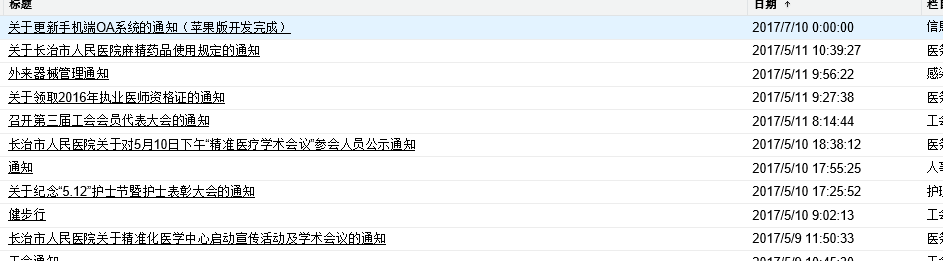 标题 日期 ↑
关于更新手机端OA系统的通知（苹果版开发完成） 2017/7/10 0:00:00 信
关于长治市人民医院麻精药品使用规定的通知 2017/5/11 10:39:27 医
外来器械管理通知 2017/5/11 9:56:22 感
关于领取2016年执业医师资格证的通知 2017/5/11 9:27:38 医
召开第三届工会会员代表大会的通知 2017/5/11 8:14:44 工
长治市人民医院关于对5月10日下午“精准医疗学术会议”参会人员公示通知 2017/5/10 18:38:12 医
通知 2017/5/10 17:55:25 人
关于纪念“5.12”护士节暨护士表彰大会的通知 2017/5/10 17:25:52 护
健步行 2017/5/10 9:02:13 工
长治市人民医院关于精准化医学中心启动宣传活动及学术会议的通知 2017/5/9 11:50:33 医